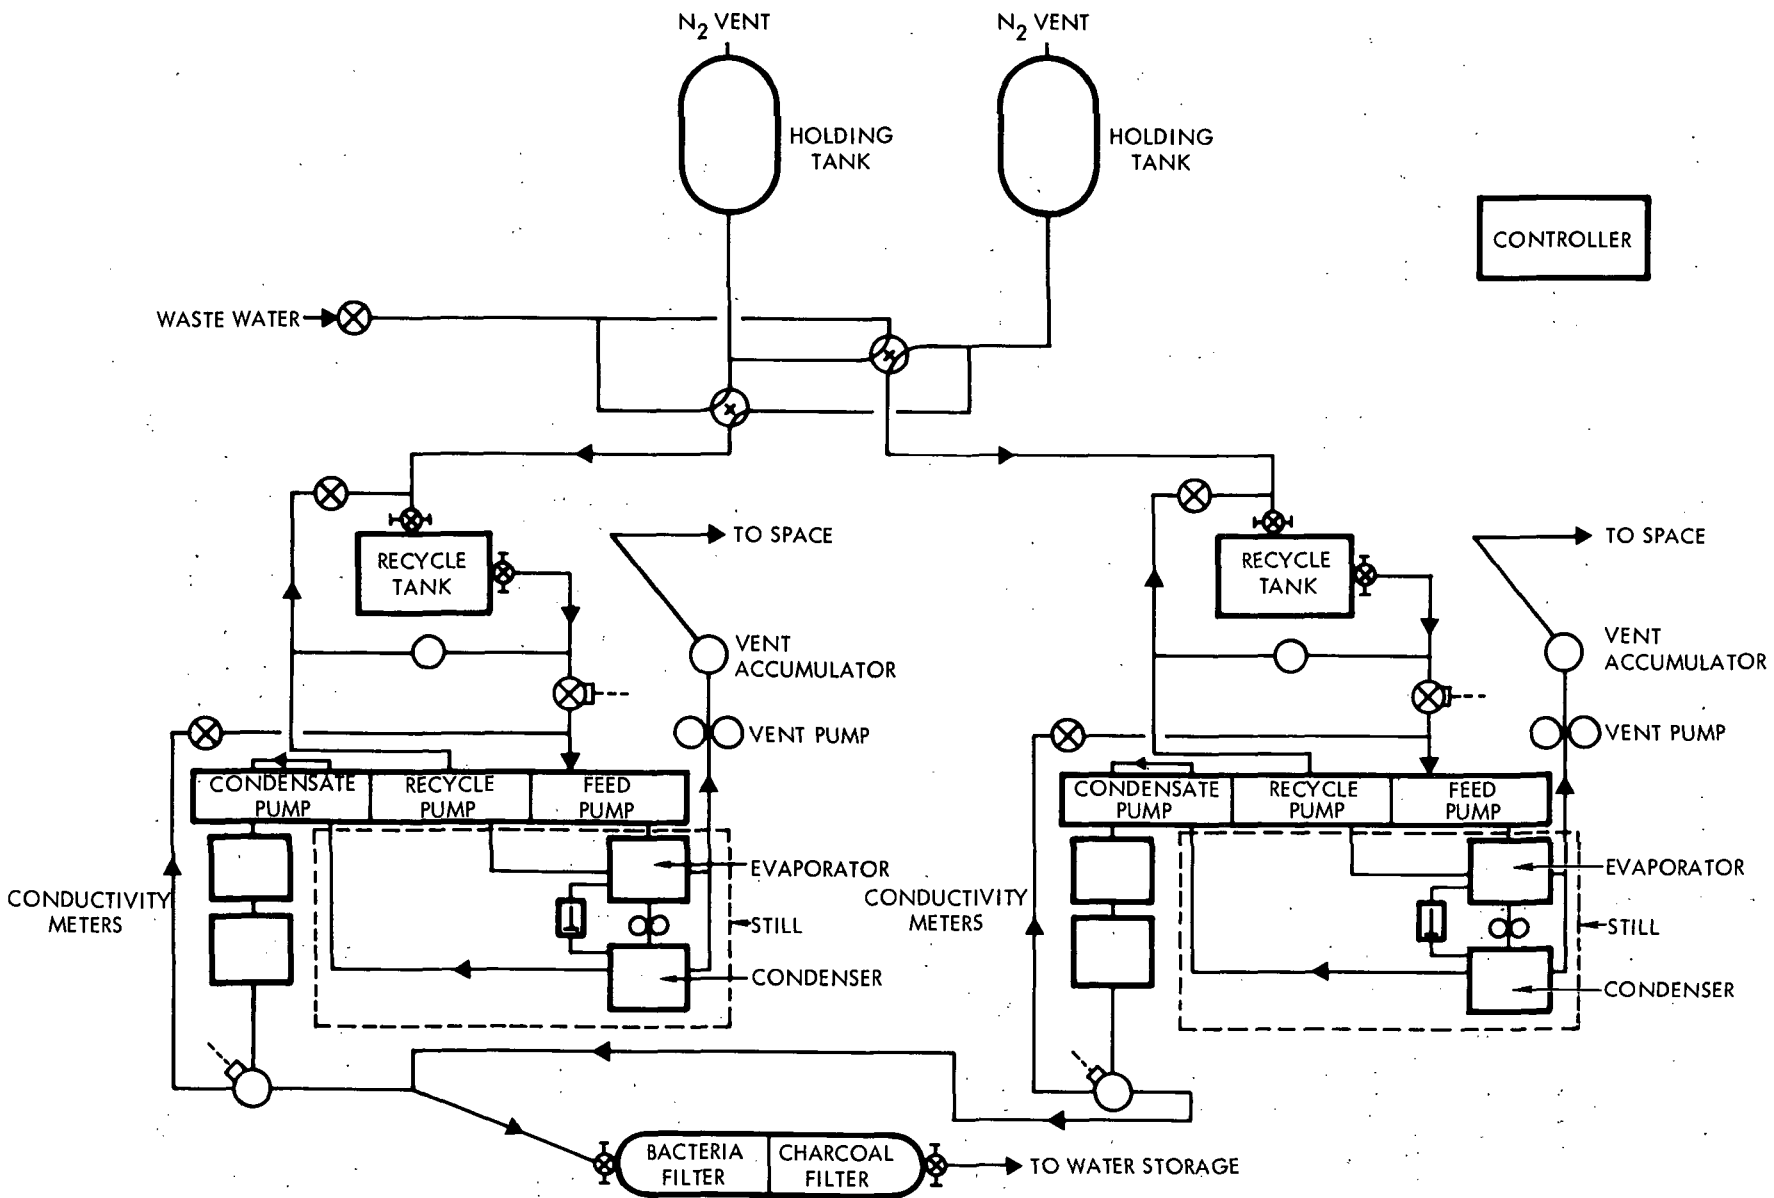 N2 VENT
N2 VENT
HOLDING
TANK
HOLDING
TANK
CONTROLLER
WASTE WATER
RECYCLE
TANK
TO SPACE
VENT
ACCUMULATOR
VENT PUMP
CONDENSATE
PUMP
RECYCLE
PUMP
FEED
PUMP
EVAPORATOR
CONDUCTIVITY
METERS
STILL
CONDENSER
RECYCLE
TANK
TO SPACE
VENT
ACCUMULATOR
VENT PUMP
CONDENSATE
PUMP
RECYCLE
PUMP
FEED
PUMP
EVAPORATOR
CONDUCTIVITY
METERS
STILL
CONDENSER
BACTERIA
FILTER
CHARCOAL
FILTER
TO WATER STORAGE